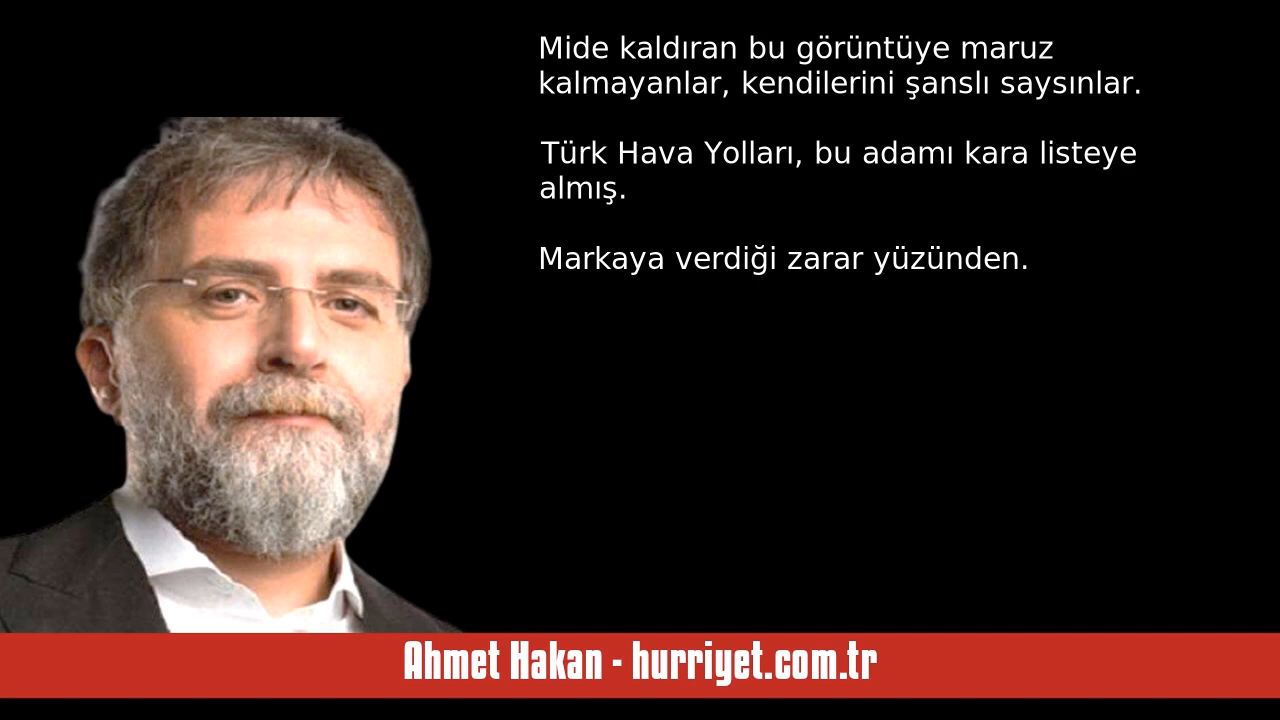 Mide kaldıran bu görüntüye maruz
kalmayanlar, kendilerini şanslı saysınlar.
Türk Hava Yolları, bu adamı kara listeye
almış.
Markaya verdiği zarar yüzünden.
Ahmet Hakan - hurriyet.com.tr